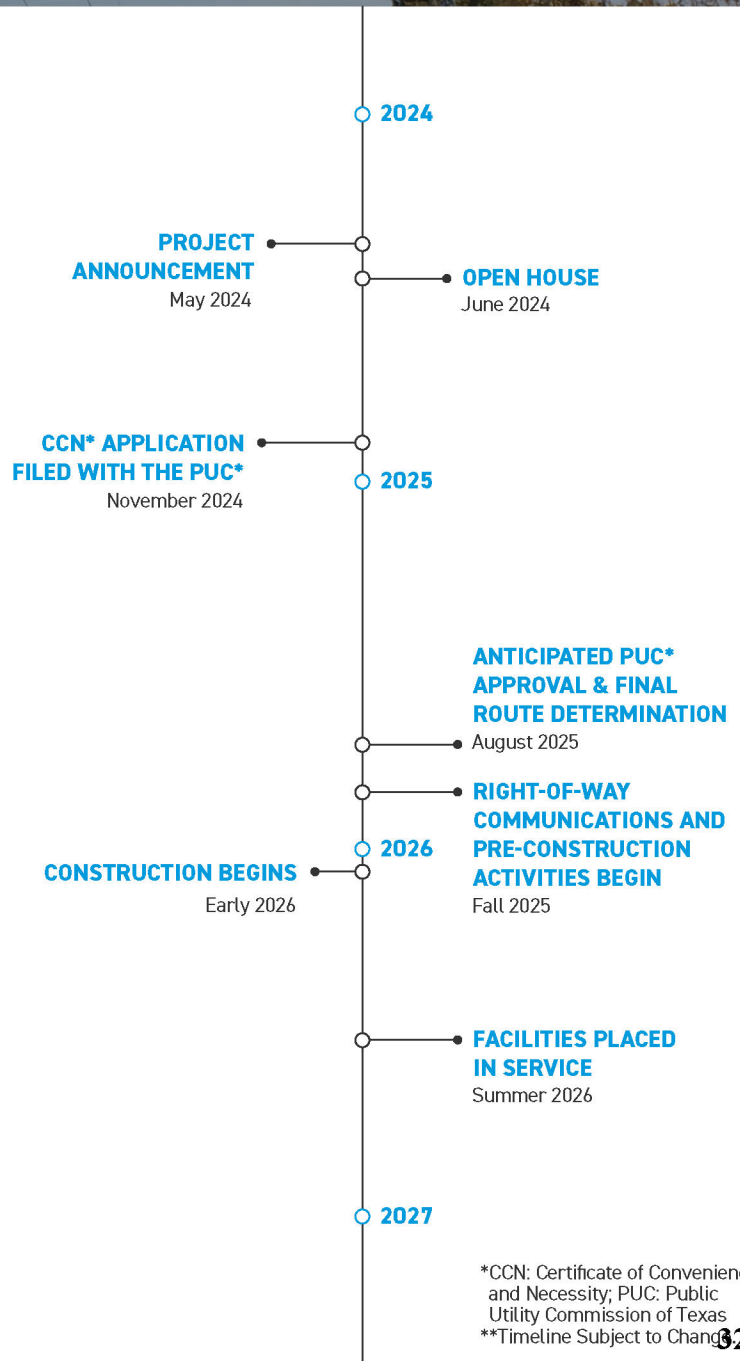 2024
PROJECT
ANNOUNCEMENT
May 2024
OPEN HOUSE
June 2024
CCN* APPLICATION
FILED WITH THE PUC*
November 2024
2025
ANTICIPATED PUC*
APPROVAL & FINAL
ROUTE DETERMINATION
August 2025
RIGHT-OF-WAY
COMMUNICATIONS AND
PRE-CONSTRUCTION
ACTIVITIES BEGIN
Fall 2025
2026
CONSTRUCTION BEGINS
Early 2026
FACILITIES PLACED
IN SERVICE
Summer 2026
2027
*CCN: Certificate of
and Necessity; PUC: Public
Utility Commission of Texas
**Timeline Subject to Change.
32